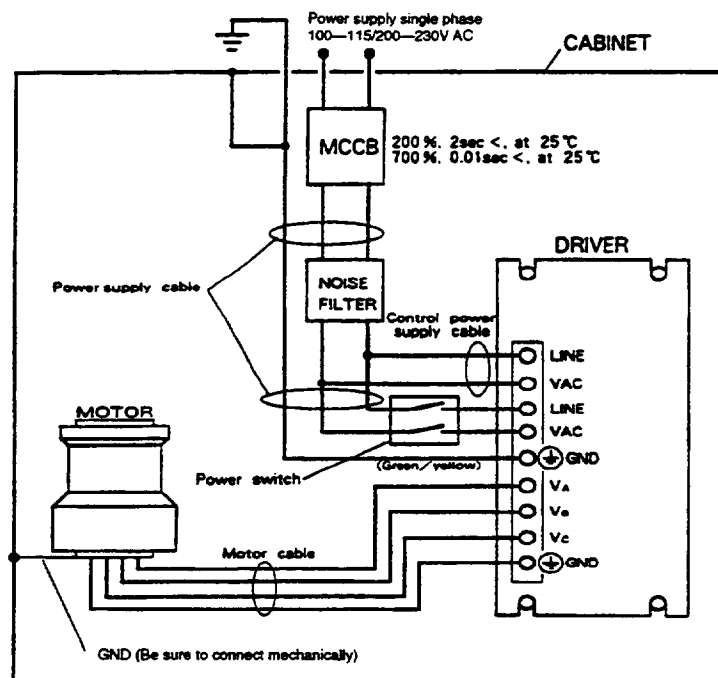 Power supply single phase
100—115/200—230V AC
CABINET
MCCB
200%, 2sec <, at 25℃
700%, 0.01sec <, at 25℃
DRIVER
Power supply cable
NOISE
FILTER
Control power
supply cable
LINE
VAC
LINE
VAC
GND
MOTOR
Power switch
(Green/yellow)
VA
VB
VC
GND
Motor cable
GND (Be sure to connect mechanically)